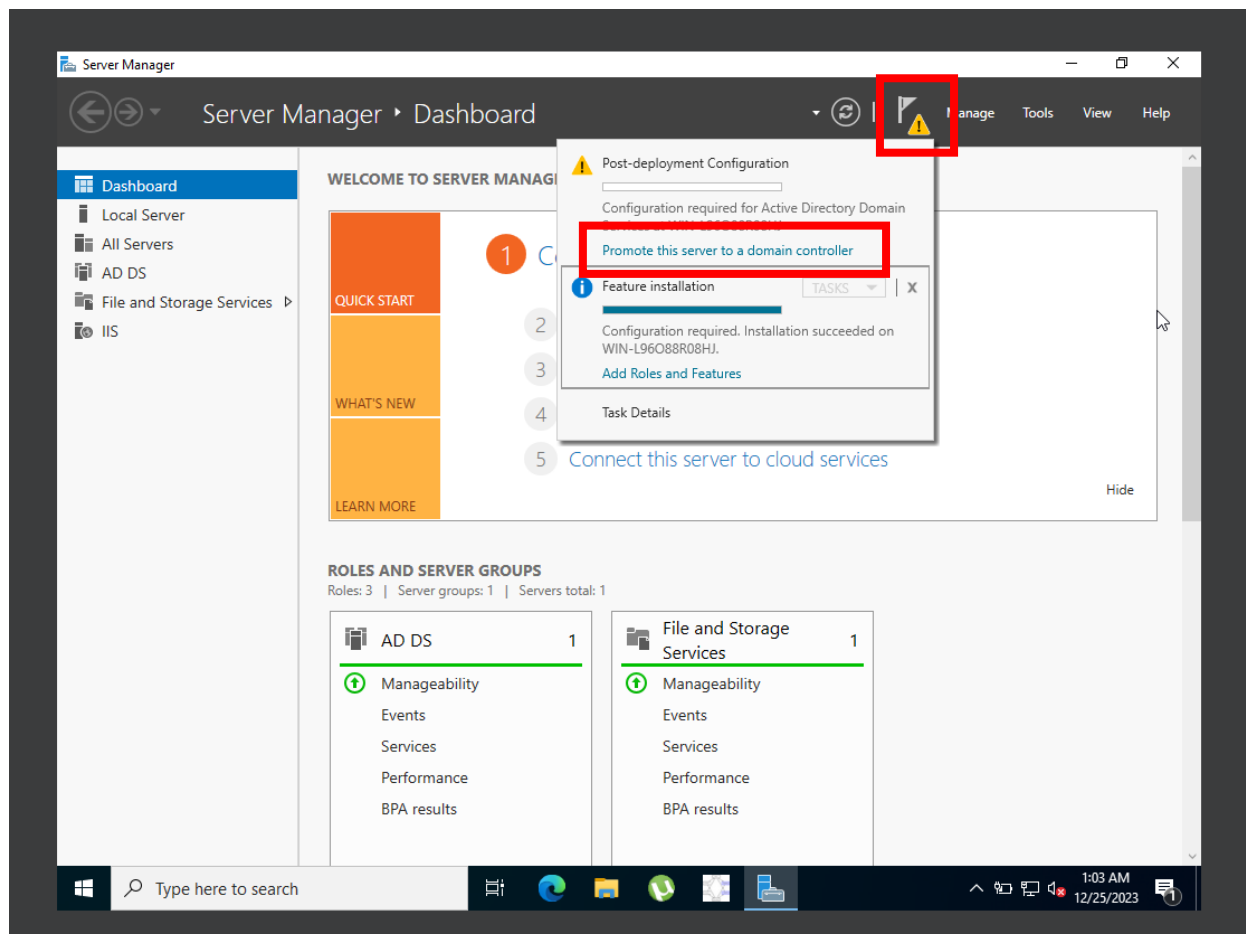 Server Manager
Server Manager Dashboard
Manage Tools View Help
Dashboard
Local Server
All Servers
AD DS
File and Storage Services
IIS
WELCOME TO SERVER MANAG
Post-deployment Configuration
Configuration required for Active Directory Domain
Promote this server to a domain controller
Feature installation
TASKS
X
Configuration required. Installation succeeded on
WIN-L96O88R08HJ.
Add Roles and Features
Task Details
QUICK START
WHAT'S NEW
LEARN MORE
1
2
3
4
5 Connect this server to cloud services
Hide
ROLES AND SERVER GROUPS
Roles: 3 | Server groups: 1 | Servers total: 1
AD DS 1
Manageability
Events
Services
Performance
BPA results
File and Storage
Services
1
Manageability
Events
Services
Performance
BPA results
Type here to search
1:03 AM
12/25/2023
1